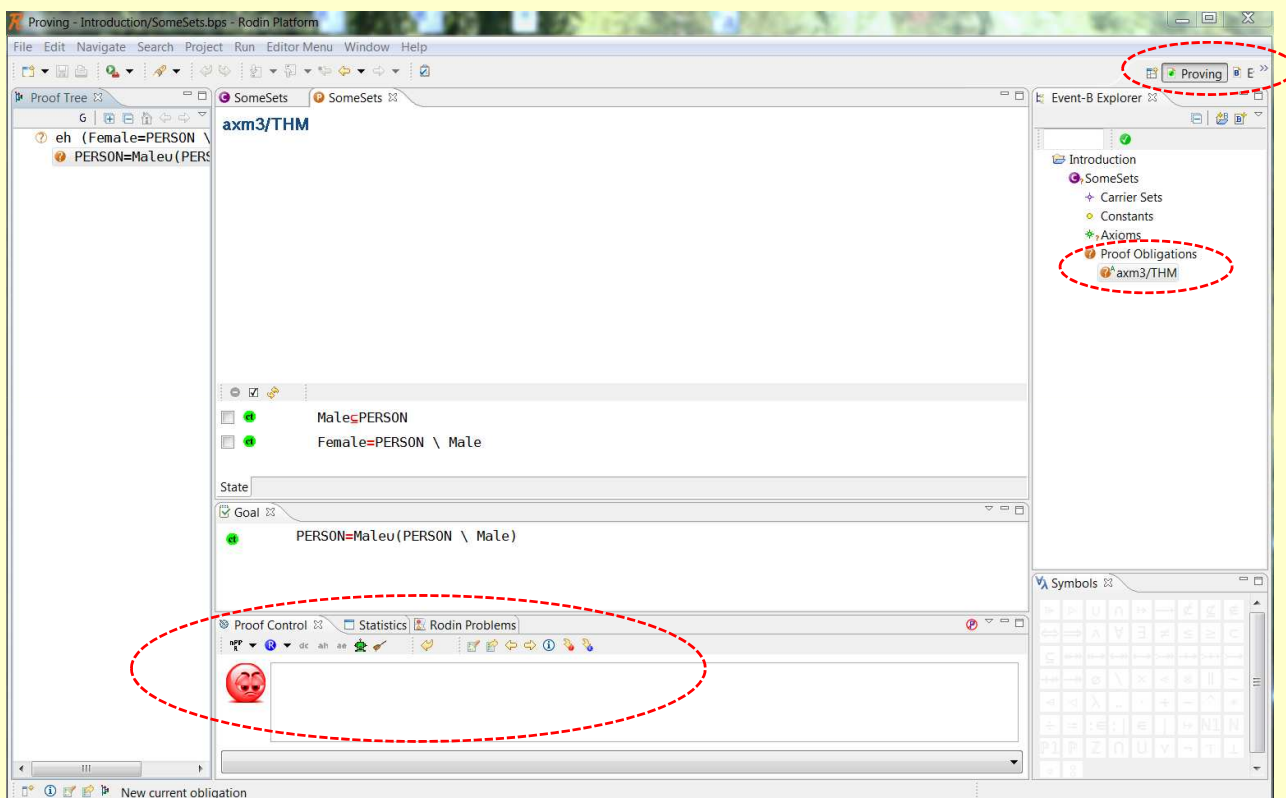 Proving - Introduction/SomeSets.bps - Rodin Platform
File Edit Navigate Search Project Run Editor Menu Window Help
Proving E »
Proof Tree
G
eh (Female=PERSON \
PERSON=Male∪(PERS
SomeSets SomeSets
axm3/THM
Male⊆PERSON
Female=PERSON \ Male
State
Goal
ct PERSON=Male∪(PERSON \ Male)
Proof Control Statistics Rodin Problems
nPP R R dc ah ae
Event-B Explorer
Introduction
SomeSets
Carrier Sets
Constants
Axioms
Proof Obligations
axm3/THM
Symbols
New current obligation